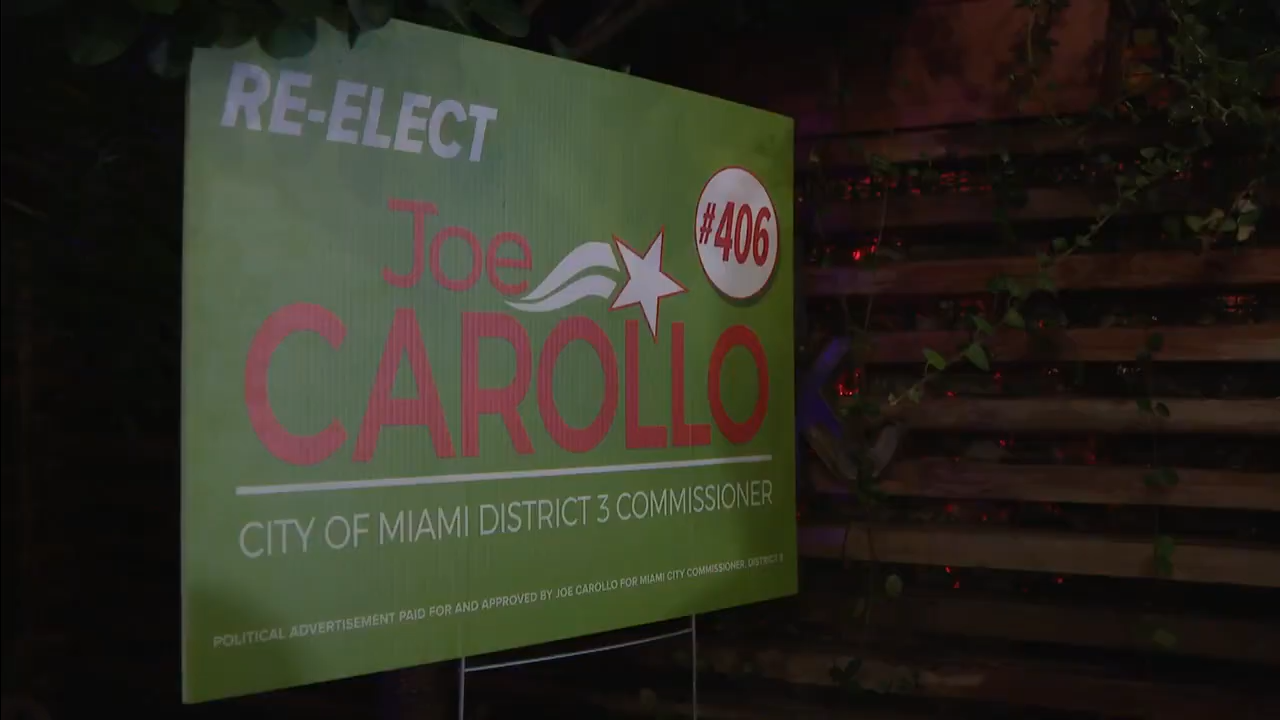 RE-ELECT
Joe
#406
CAROLLO
CITY OF MIAMI DISTRICT 3 COMMISSIONER
POLITICAL ADVERTISEMENT PAID FOR AND APPROVED BY JOE CAROLLO FOR MIAMI CITY COMMISSIONER, DISTRICT 3